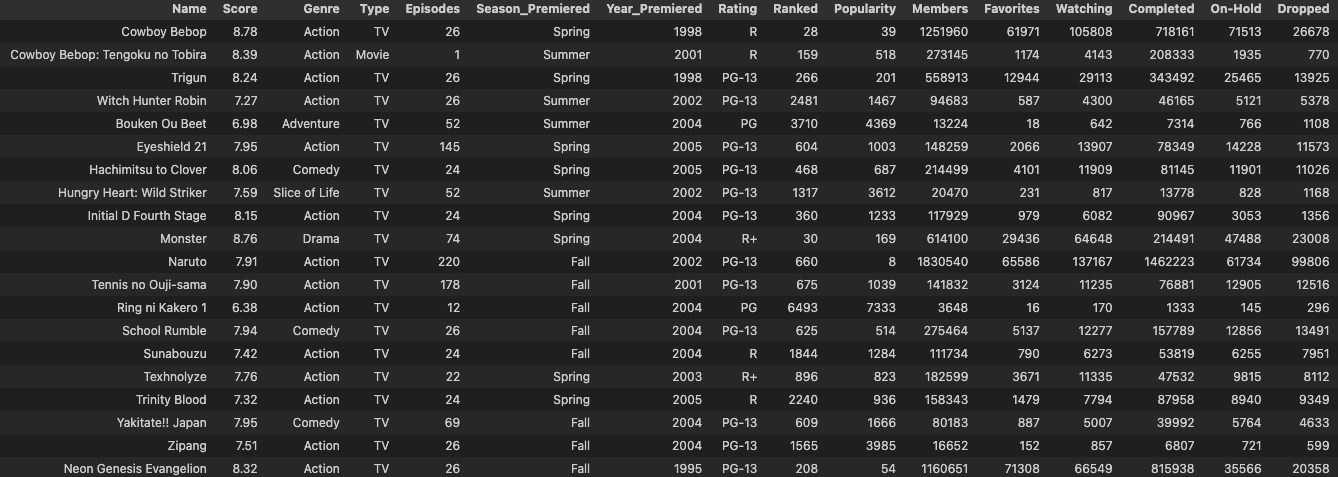 Name Score Genre Type Episodes Season_Premiered Year_Premiered Rating Ranked Popularity Members Favorites Watching Completed On-Hold Dropped
Cowboy Bebop 8.78 Action TV 26 Spring 1998 R 28 39 1251960 61971 105808 718161 71513 26678
Cowboy Bebop: Tengoku no Tobira 8.39 Action Movie 1 Summer 2001 R 159 518 273145 1174 4143 208333 1935 770
Trigun 8.24 Action TV 26 Spring 1998 PG-13 266 201 558913 12944 29113 343492 25465 13925
Witch Hunter Robin 7.27 Action TV 26 Summer 2002 PG-13 2481 1467 94683 587 4300 46165 5121 5378
Bouken Ou Beet 6.98 Adventure TV 52 Summer 2004 PG 3710 4369 13224 18 642 7314 766 1108
Eyeshield 21 7.95 Action TV 145 Spring 2005 PG-13 604 1003 148259 2066 13907 78349 14228 11573
Hachimitsu to Clover 8.06 Comedy TV 24 Spring 2005 PG-13 468 687 214499 4101 11909 81145 11901 11026
Hungry Heart: Wild Striker 7.59 Slice of Life TV 52 Summer 2002 PG-13 1317 3612 20470 231 817 13778 828 1168
Initial D Fourth Stage 8.15 Action TV 24 Spring 2004 PG-13 360 1233 117929 979 6082 90967 3053 1356
Monster 8.76 Drama TV 74 Spring 2004 R+ 30 169 614100 29436 64648 214491 47488 23008
Naruto 7.91 Action TV 220 Fall 2002 PG-13 660 8 1830540 65586 137167 1462223 61734 99806
Tennis no Ouji-sama 7.90 Action TV 178 Fall 2001 PG-13 675 1039 141832 3124 11235 76881 12905 12516
Ring ni Kakero 1 6.38 Action TV 12 Fall 2004 PG 6493 7333 3648 16 170 1333 145 296
School Rumble 7.94 Comedy TV 26 Fall 2004 PG-13 625 514 275464 5137 12277 157789 12856 13491
Sunabouzu 7.42 Action TV 24 Fall 2004 R 1844 1284 111734 790 6273 53819 6255 7951
Texhnolyze 7.76 Action TV 22 Spring 2003 R+ 896 823 182599 3671 11335 47532 9815 8112
Trinity Blood 7.32 Action TV 24 Spring 2005 R 2240 936 158343 1479 7794 87958 8940 9349
Yakitate!! Japan 7.95 Comedy TV 69 Fall 2004 PG-13 609 1666 80183 887 5007 39992 5764 4633
Zipang 7.51 Action TV 26 Fall 2004 PG-13 1565 3985 16652 152 857 6807 721 599
Neon Genesis Evangelion 8.32 Action TV 26 Fall 1995 PG-13 208 54 1160651 71308 66549 815938 35566 20358